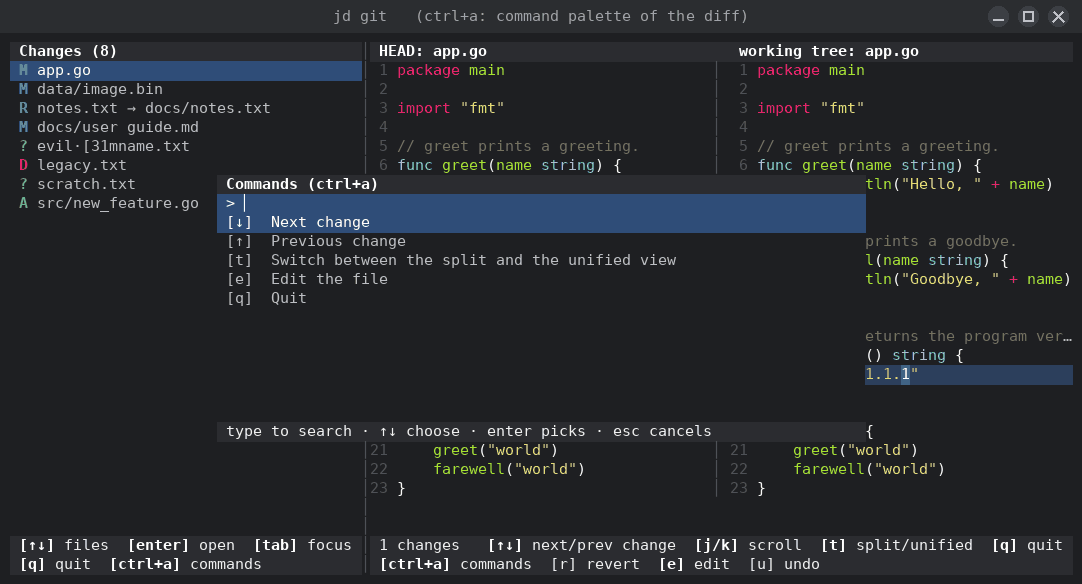 jd git (ctrl+a: command palette of the diff)
Changes (8)
M app.go
M data/image.bin
R notes.txt → docs/notes.txt
M docs/user guide.md
? evil·[31mname.txt
D legacy.txt
? scratch.txt
A src/new_feature.go
HEAD: app.go
1 package main
2
3 import "fmt"
4
5 // greet prints a greeting.
6 func greet(name string) {
21 greet("world")
22 farewell("world")
23 }
working tree: app.go
1 package main
2
3 import "fmt"
4
5 // greet prints a greeting.
6 func greet(name string) {
tln("Hello, " + name)
prints a goodbye.
l(name string) {
tln("Goodbye, " + name)
eturns the program ver…
() string {
1.1.1"
{
21 greet("world")
22 farewell("world")
23 }
Commands (ctrl+a)
>
[↓] Next change
[↑] Previous change
[t] Switch between the split and the unified view
[e] Edit the file
[q] Quit
type to search · ↑↓ choose · enter picks · esc cancels
[↑↓] files [enter] open [tab] focus
[q] quit [ctrl+a] commands
1 changes [↑↓] next/prev change [j/k] scroll [t] split/unified [q] quit
[ctrl+a] commands [r] revert [e] edit [u] undo